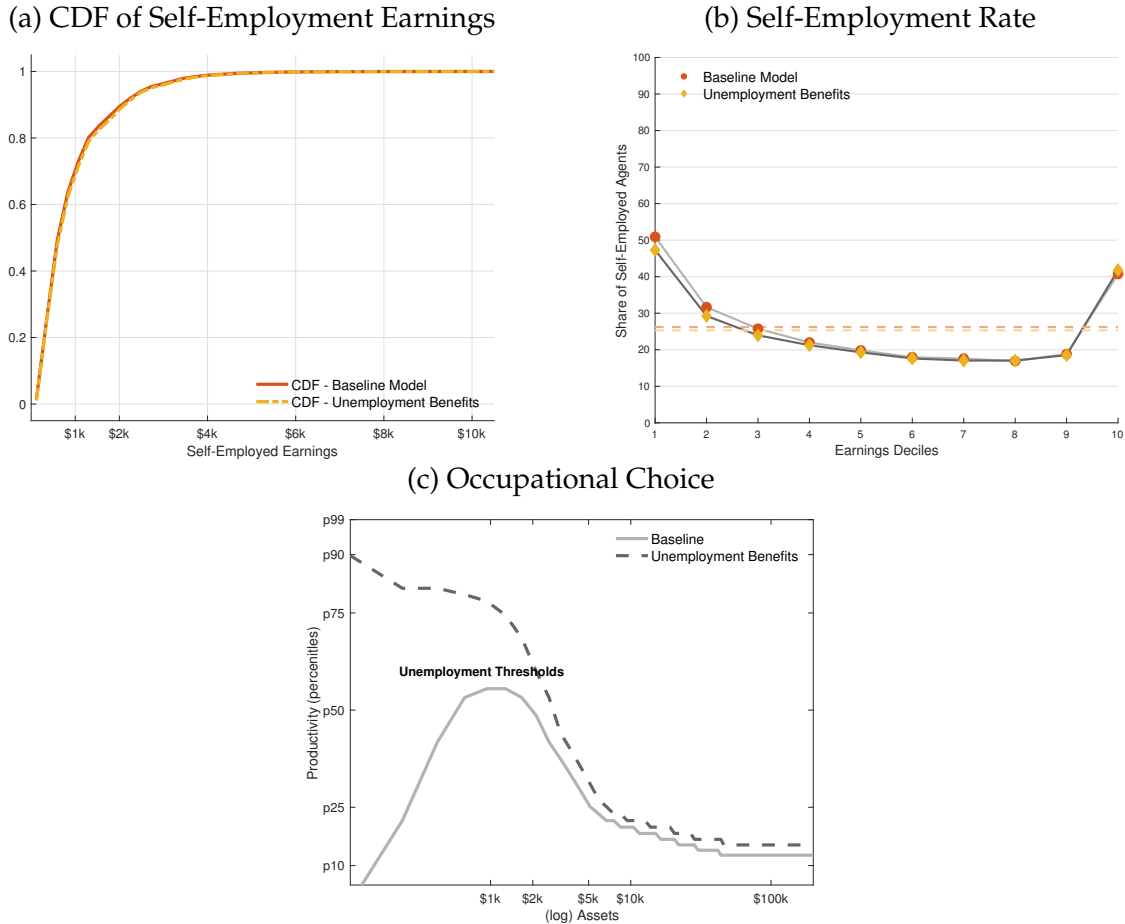 (a) CDF of Self-Employment Earnings
1
0.8
0.6
0.4
0.2
0
CDF - Baseline Model
CDF - Unemployment Benefits
$1k $2k $4k $6k $8k $10k
Self-Employed Earnings
(b) Self-Employment Rate
100
90
80
70
60
50
40
30
20
10
0
Share of Self-Employed Agents
Baseline Model
Unemployment Benefits
1 2 3 4 5 6 7 8 9 10
Earnings Deciles
(c) Occupational Choice
p99
p90
p75
p50
p25
p10
Productivity (percenitles)
Baseline
Unemployment Benefits
Unemployment Thresholds
$1k $2k $5k $10k $100k
(log) Assets